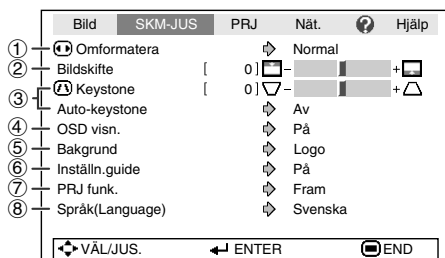 Bild SKM-JUS PRJ Nät. ? Hjälp
① Omformatera Normal
② Bildskifte [ 0 ] - +
③ Keystone [ 0 ] - +
Auto-keystone Av
④ OSD visn. På
⑤ Bakgrund Logo
⑥ Inställn.guide På
⑦ PRJ funk. Fram
⑧ Språk(Language) Svenska
VÄL/JUS. ENTER END